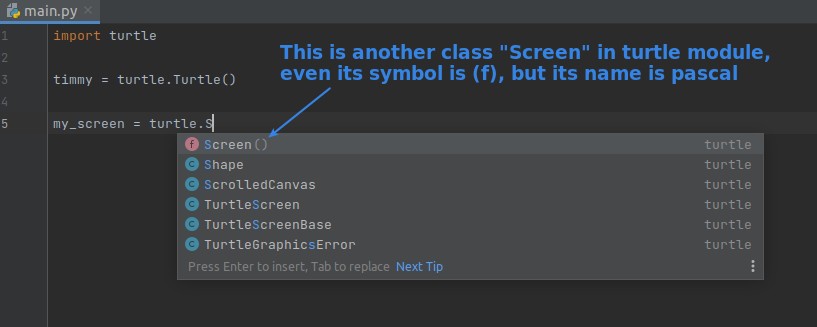 main.py
1 import turtle
2
3 timmy = turtle.Turtle()
4
5 my_screen = turtle.S
This is another class "Screen" in turtle module,
even its symbol is (f), but its name is pascal
f Screen() turtle
C Shape turtle
C ScrolledCanvas turtle
C TurtleScreen turtle
C TurtleScreenBase turtle
C TurtleGraphicsError turtle
Press Enter to insert, Tab to replace Next Tip